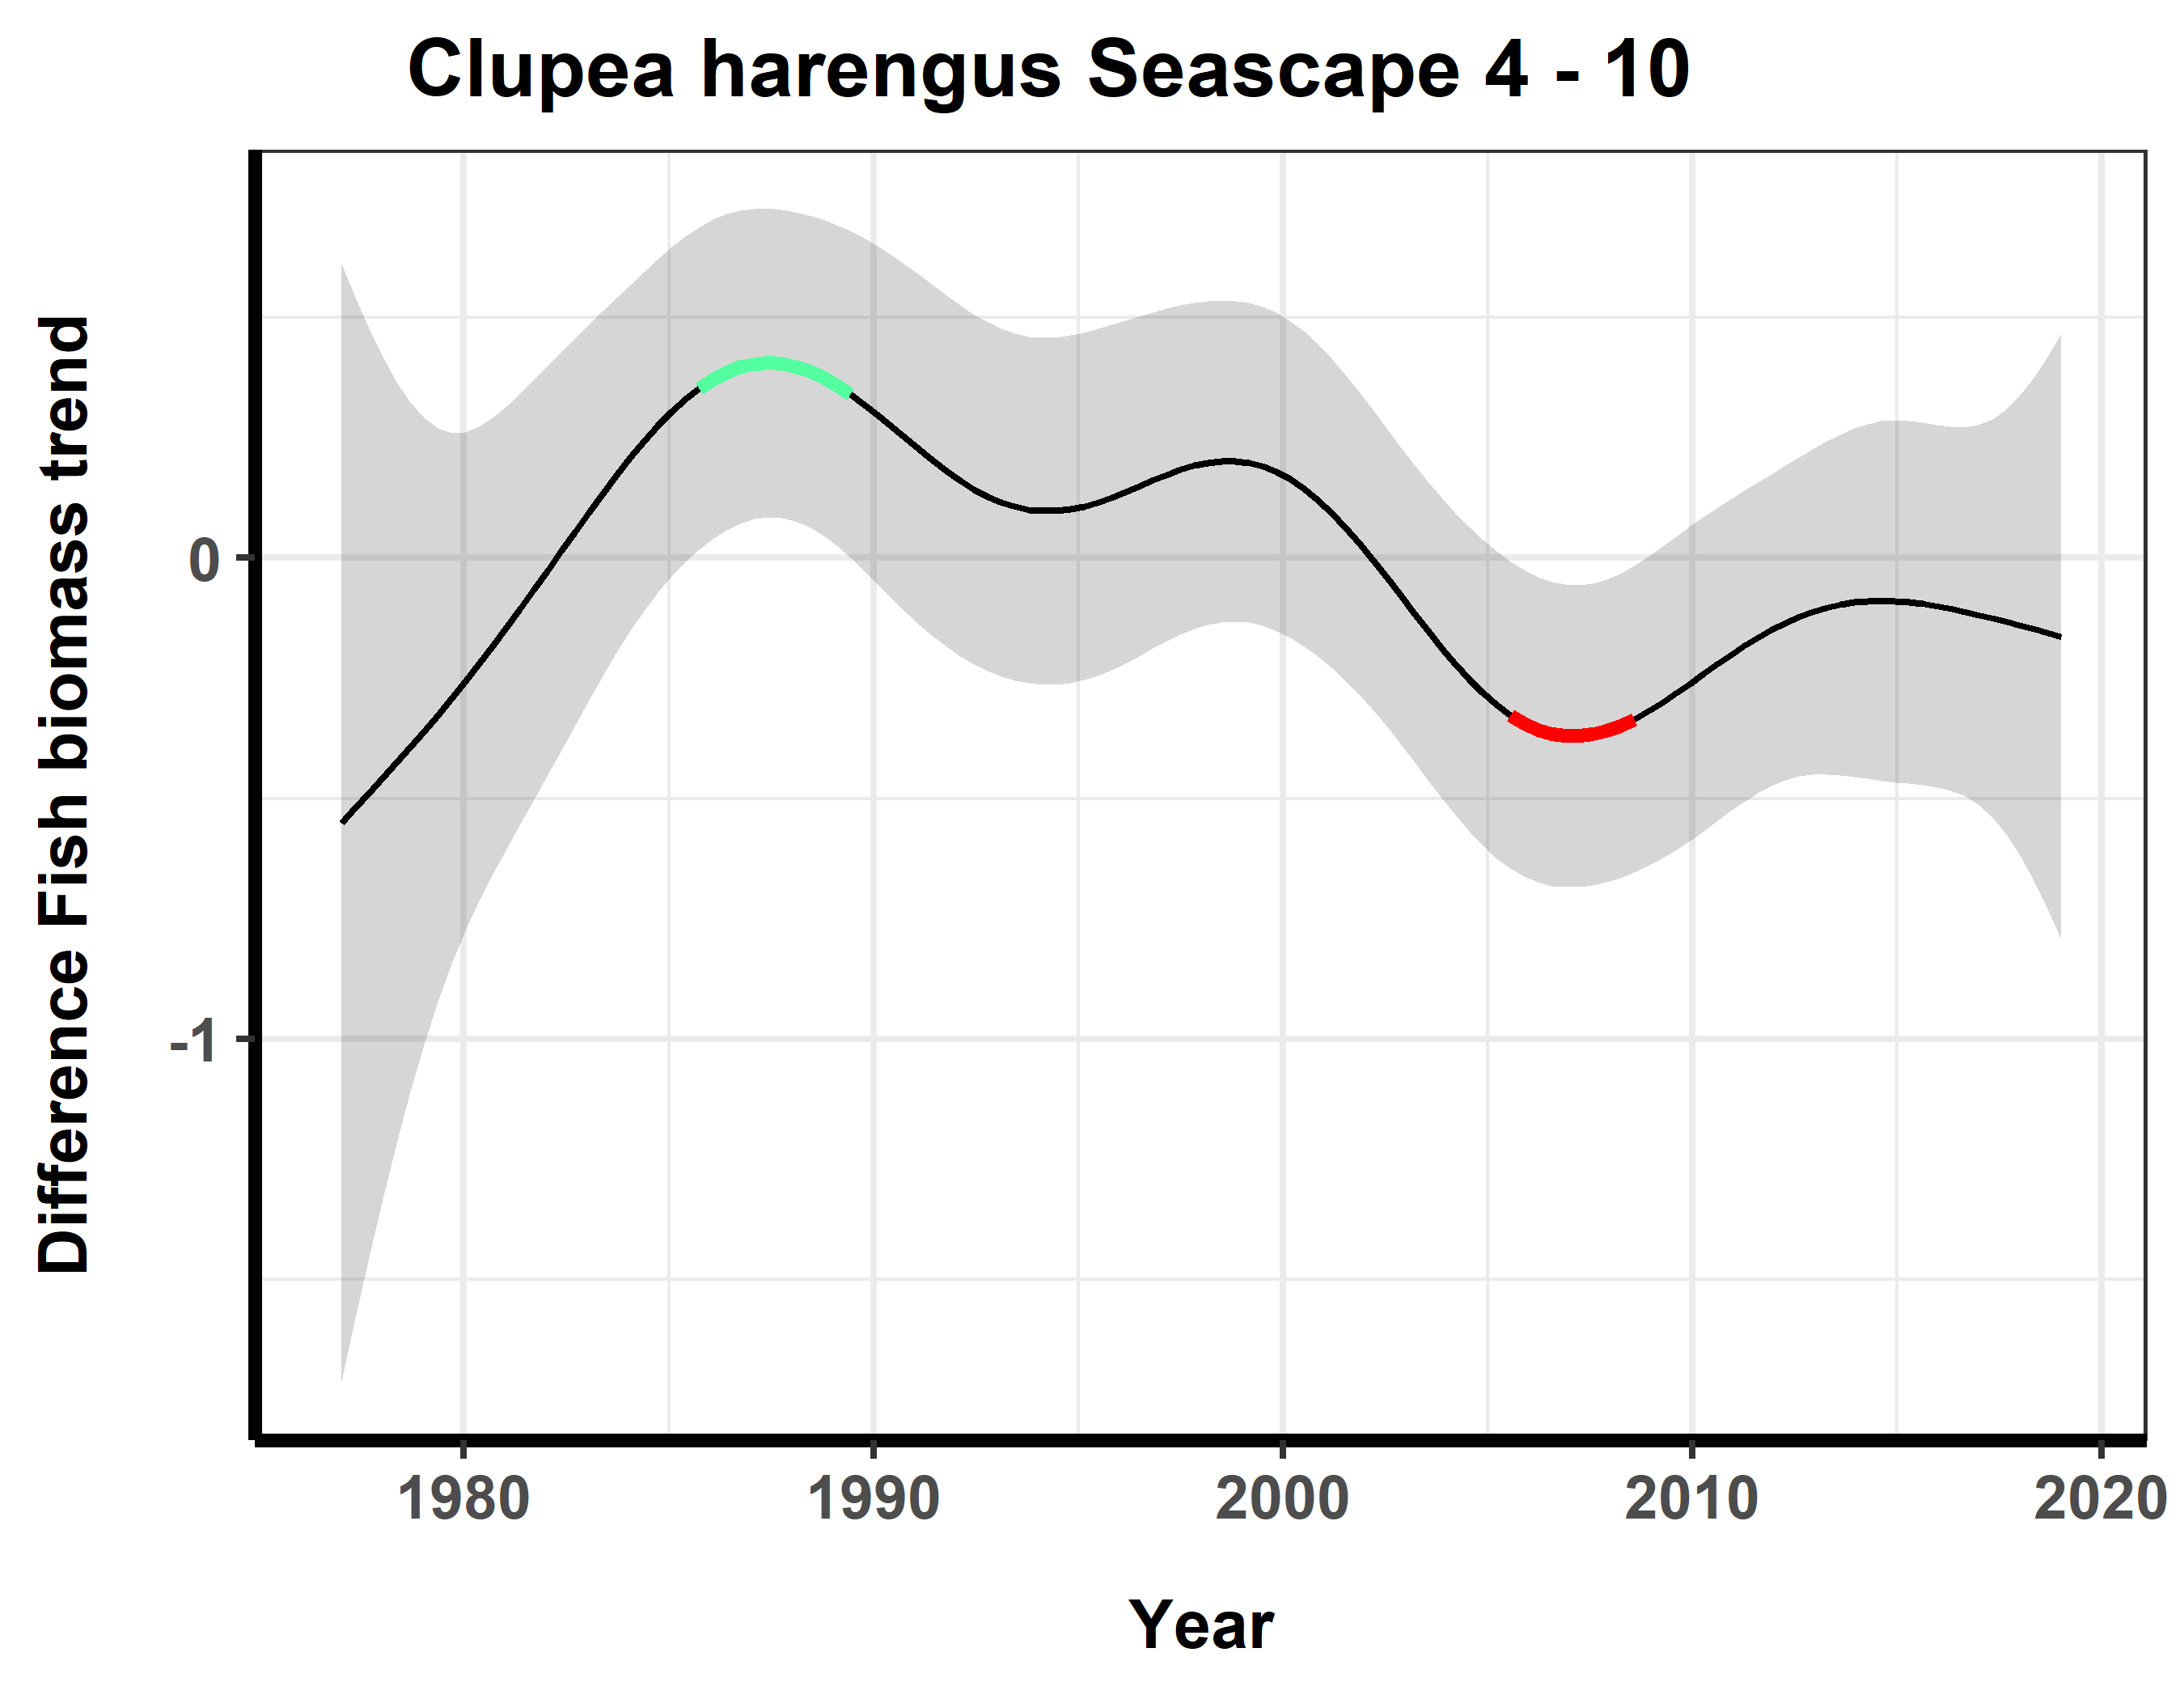 Clupea harengus Seascape 4 - 10
Difference Fish biomass trend
0
-1
1980 1990 2000 2010 2020
Year